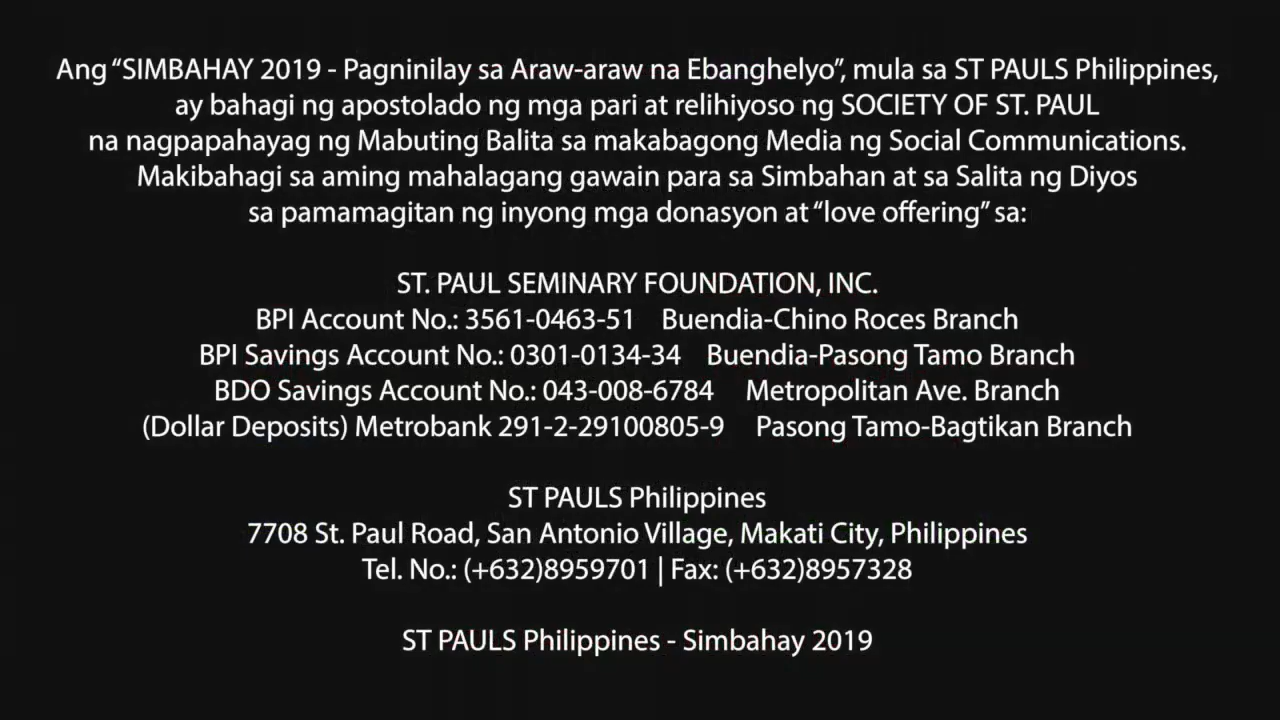 Ang “SIMBAHAY 2019 - Pagninilay sa Araw-araw na Ebanghelyo”, mula sa ST PAULS Philippines,
ay bahagi ng apostolado ng mga pari at relihiyoso ng SOCIETY OF ST. PAUL
na nagpapahayag ng Mabuting Balita sa makabagong Media ng Social Communications.
Makibahagi sa aming mahalagang gawain para sa Simbahan at sa Salita ng Diyos
sa pamamagitan ng inyong mga donasyon at “love offering” sa:
ST. PAUL SEMINARY FOUNDATION, INC.
BPI Account No.: 3561-0463-51 Buendia-Chino Roces Branch
BPI Savings Account No.: 0301-0134-34 Buendia-Pasong Tamo Branch
BDO Savings Account No.: 043-008-6784 Metropolitan Ave. Branch
(Dollar Deposits) Metrobank 291-2-29100805-9 Pasong Tamo-Bagtikan Branch
ST PAULS Philippines
7708 St. Paul Road, San Antonio Village, Makati City, Philippines
Tel. No.: (+632)8959701 | Fax: (+632)8957328
ST PAULS Philippines - Simbahay 2019